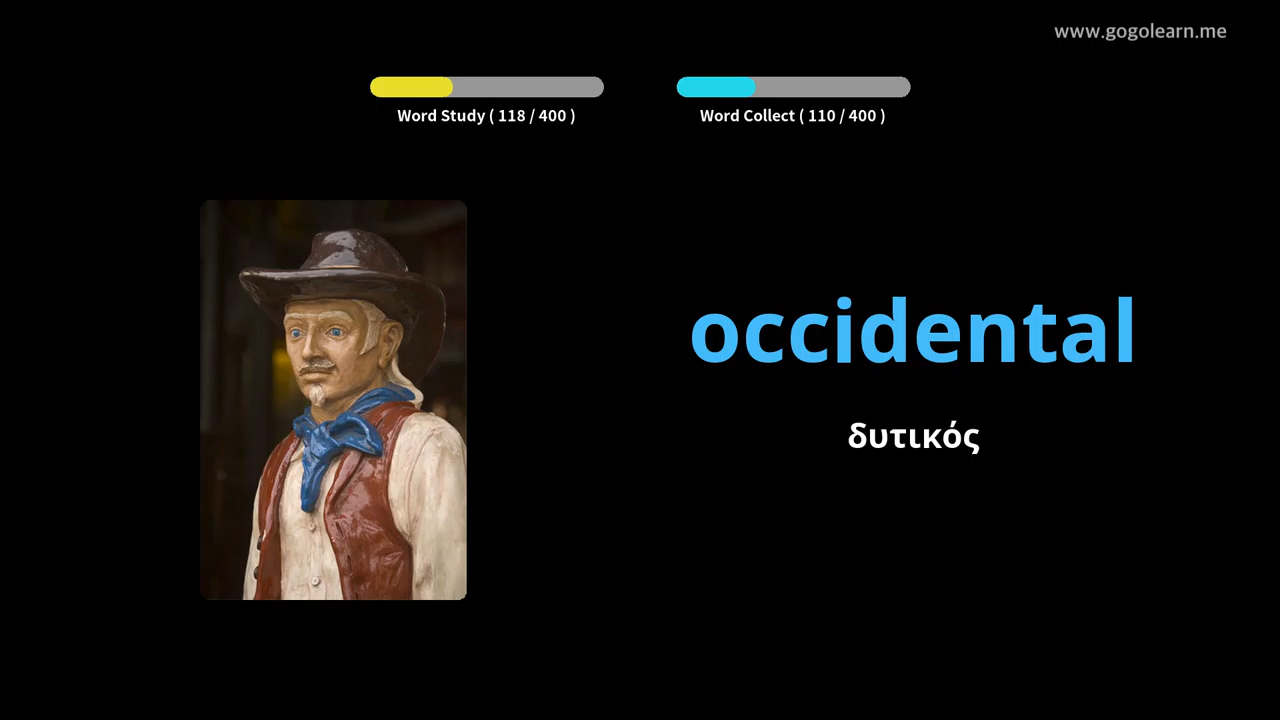 www.gogolearn.me
Word Study ( 118 / 400 )
Word Collect ( 110 / 400 )
occidental
δυτικός